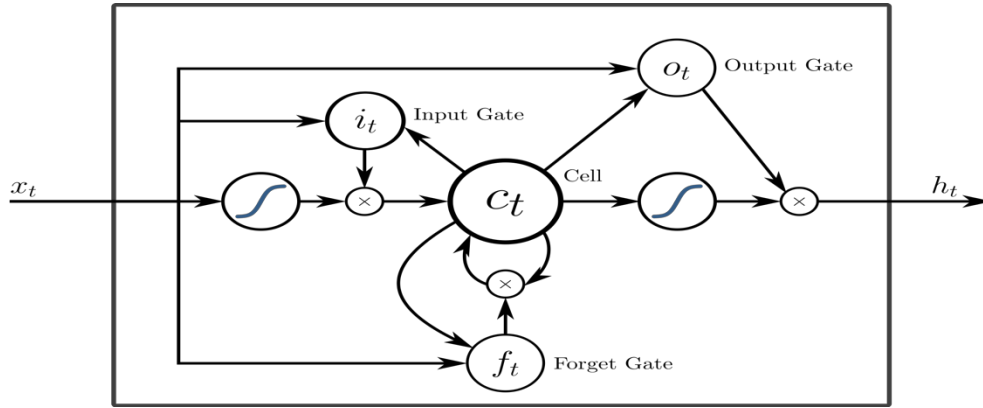 o_t Output Gate
i_t Input Gate
x_t
×
c_t
Cell
×
h_t
×
f_t Forget Gate